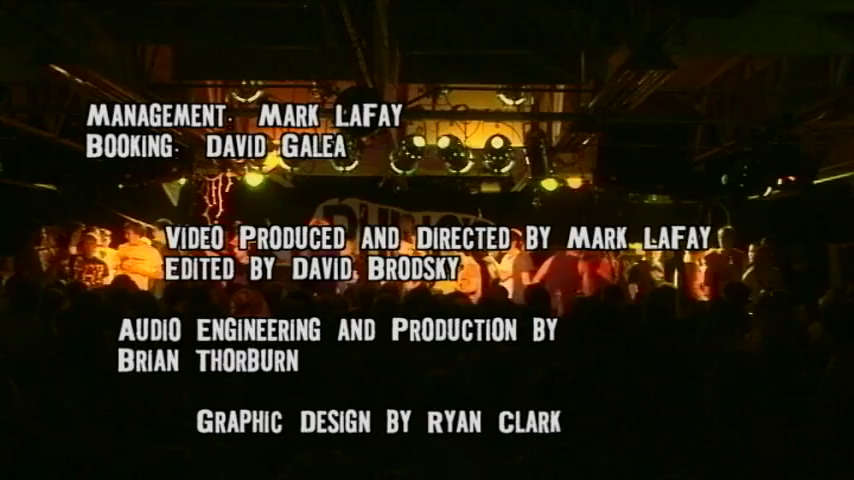 Management: Mark LaFay
Booking: David Galea
Video Produced and Directed by Mark LaFay
Edited by David Brodsky
Audio Engineering and Production by
Brian Thorburn
Graphic Design by Ryan Clark